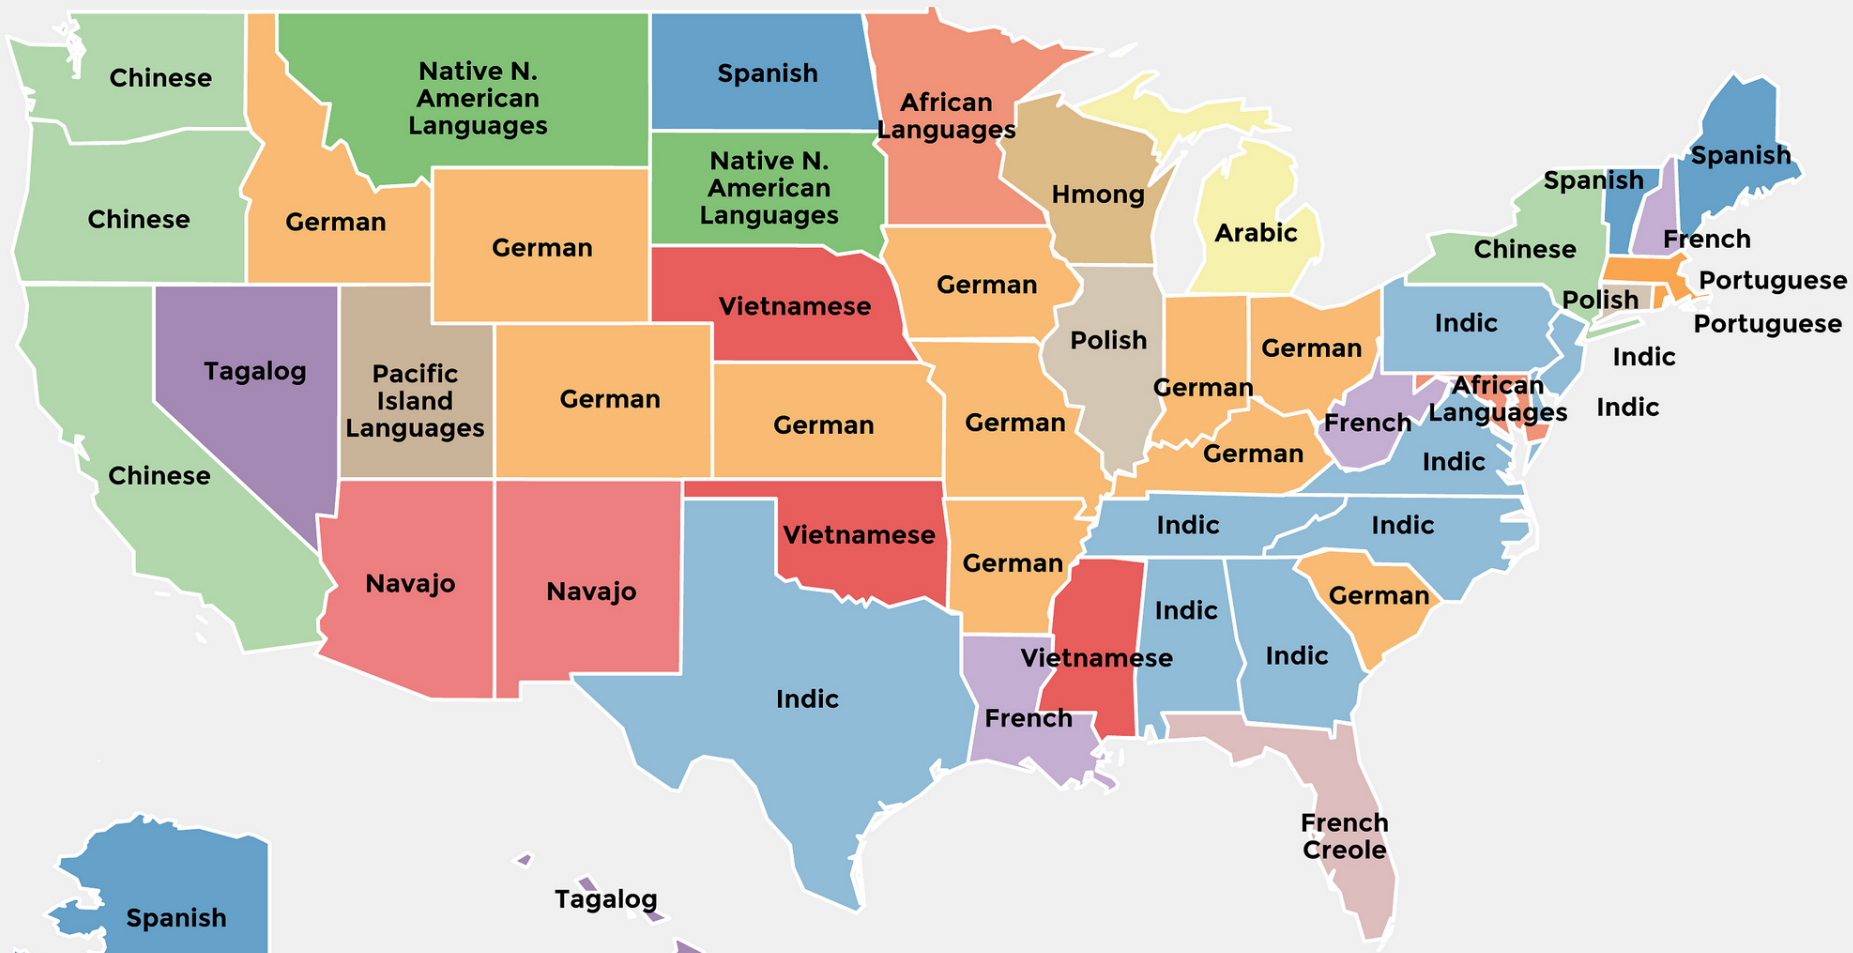 Chinese
Native N.
American
Languages
Spanish
African
Languages
Hmong
Arabic
Spanish
Spanish
Chinese
French
Portuguese
Polish
Portuguese
Chinese
German
German
Native N.
American
Languages
German
Vietnamese
Polish
German
German
Indic
Indic
African
Languages
Indic
Tagalog
Pacific
Island
Languages
German
German
German
German
French
Indic
Chinese
Navajo
Navajo
Vietnamese
German
Indic
Indic
German
Indic
Indic
Vietnamese
Indic
French
French
Creole
Tagalog
Spanish